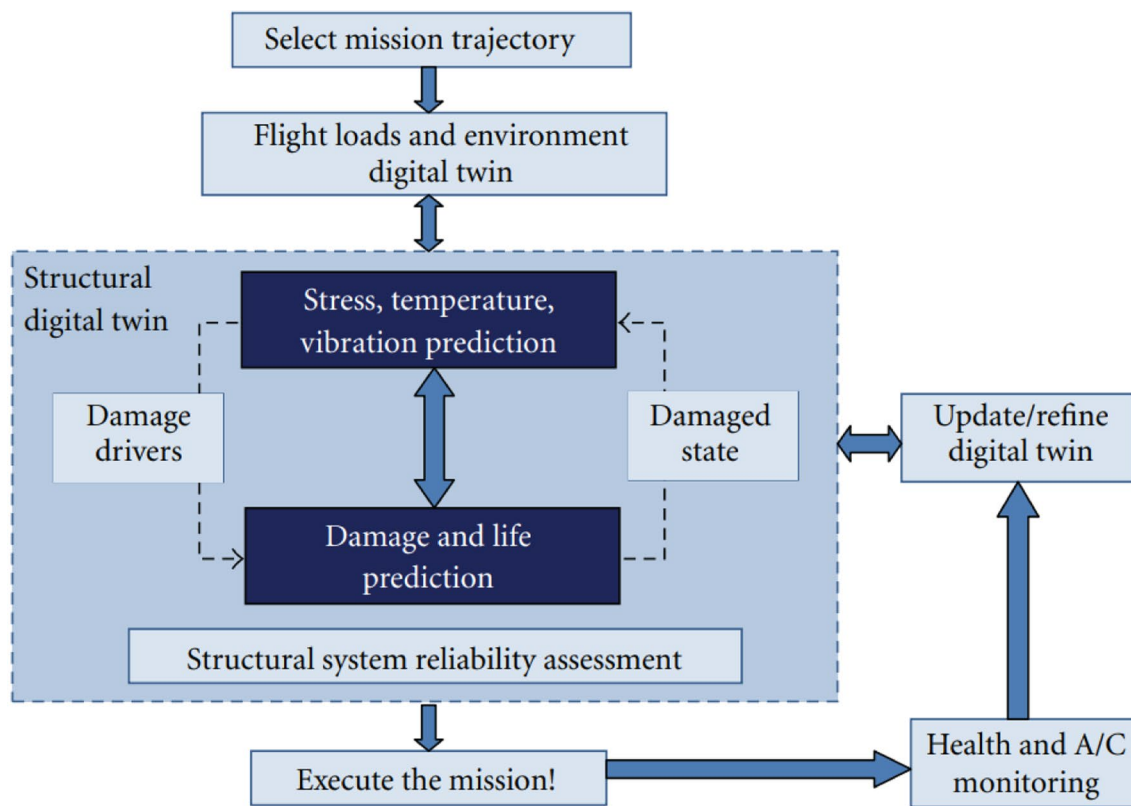 Select mission trajectory
Flight loads and environment
digital twin
Structural
digital twin
Stress, temperature,
vibration prediction
Damage
drivers
Damaged
state
Update/refine
digital twin
Damage and life
prediction
Structural system reliability assessment
Execute the mission!
Health and A/C
monitoring